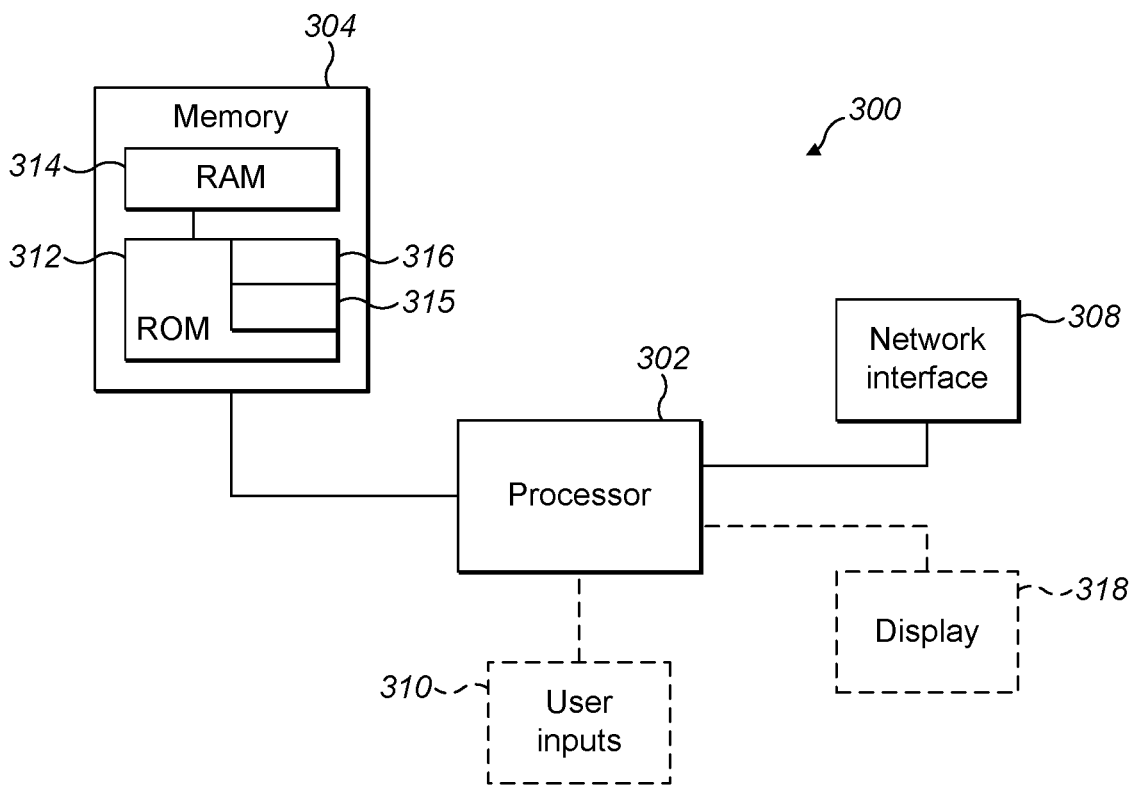 304
Memory
300
314
RAM
312
316
315
ROM
308
Network
interface
302
Processor
318
Display
310
User
inputs